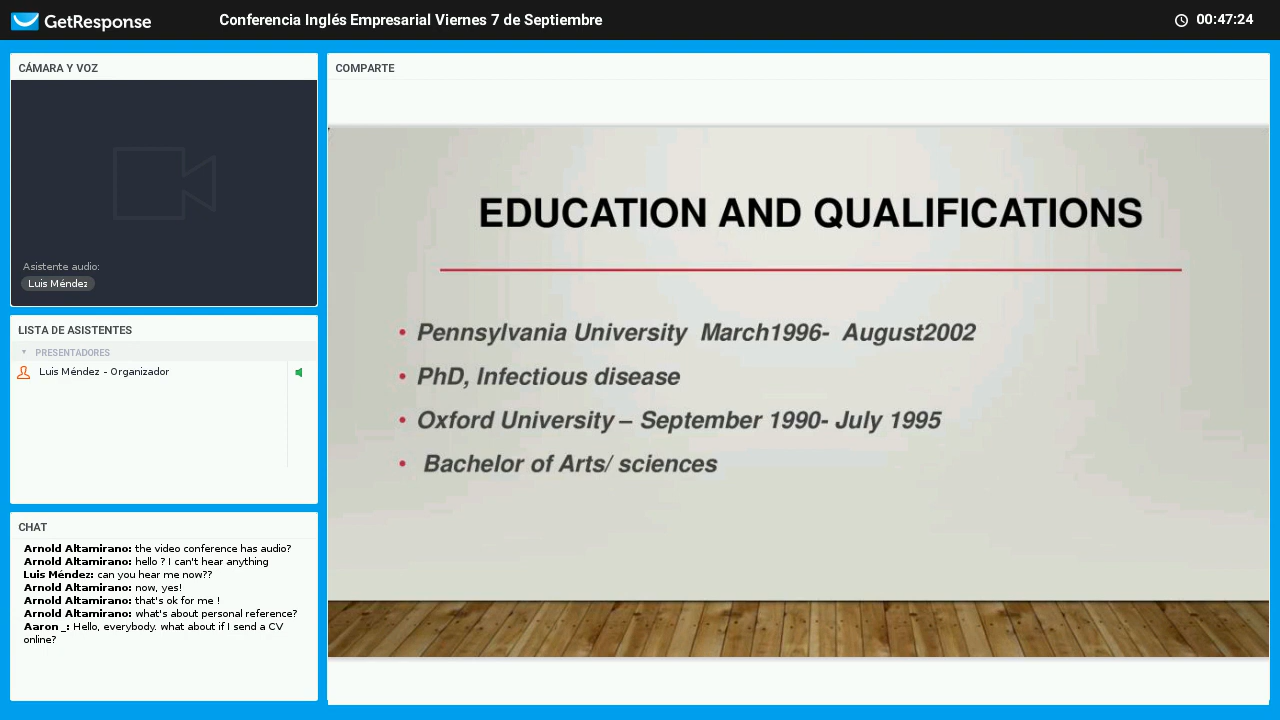 GetResponse
Conferencia Inglés Empresarial Viernes 7 de Septiembre
00:47:24
CÁMARA Y VOZ
Asistente audio:
Luis Méndez
LISTA DE ASISTENTES
PRESENTADORES
Luis Méndez - Organizador
CHAT
Arnold Altamirano: the video conference has audio?
Arnold Altamirano: hello ? I can't hear anything
Luis Méndez: can you hear me now??
Arnold Altamirano: now, yes!
Arnold Altamirano: that's ok for me !
Arnold Altamirano: what's about personal reference?
Aaron _: Hello, everybody. what about if I send a CV
online?
COMPARTE
EDUCATION AND QUALIFICATIONS
• Pennsylvania University March1996- August2002
• PhD, Infectious disease
• Oxford University – September 1990- July 1995
• Bachelor of Arts/ sciences